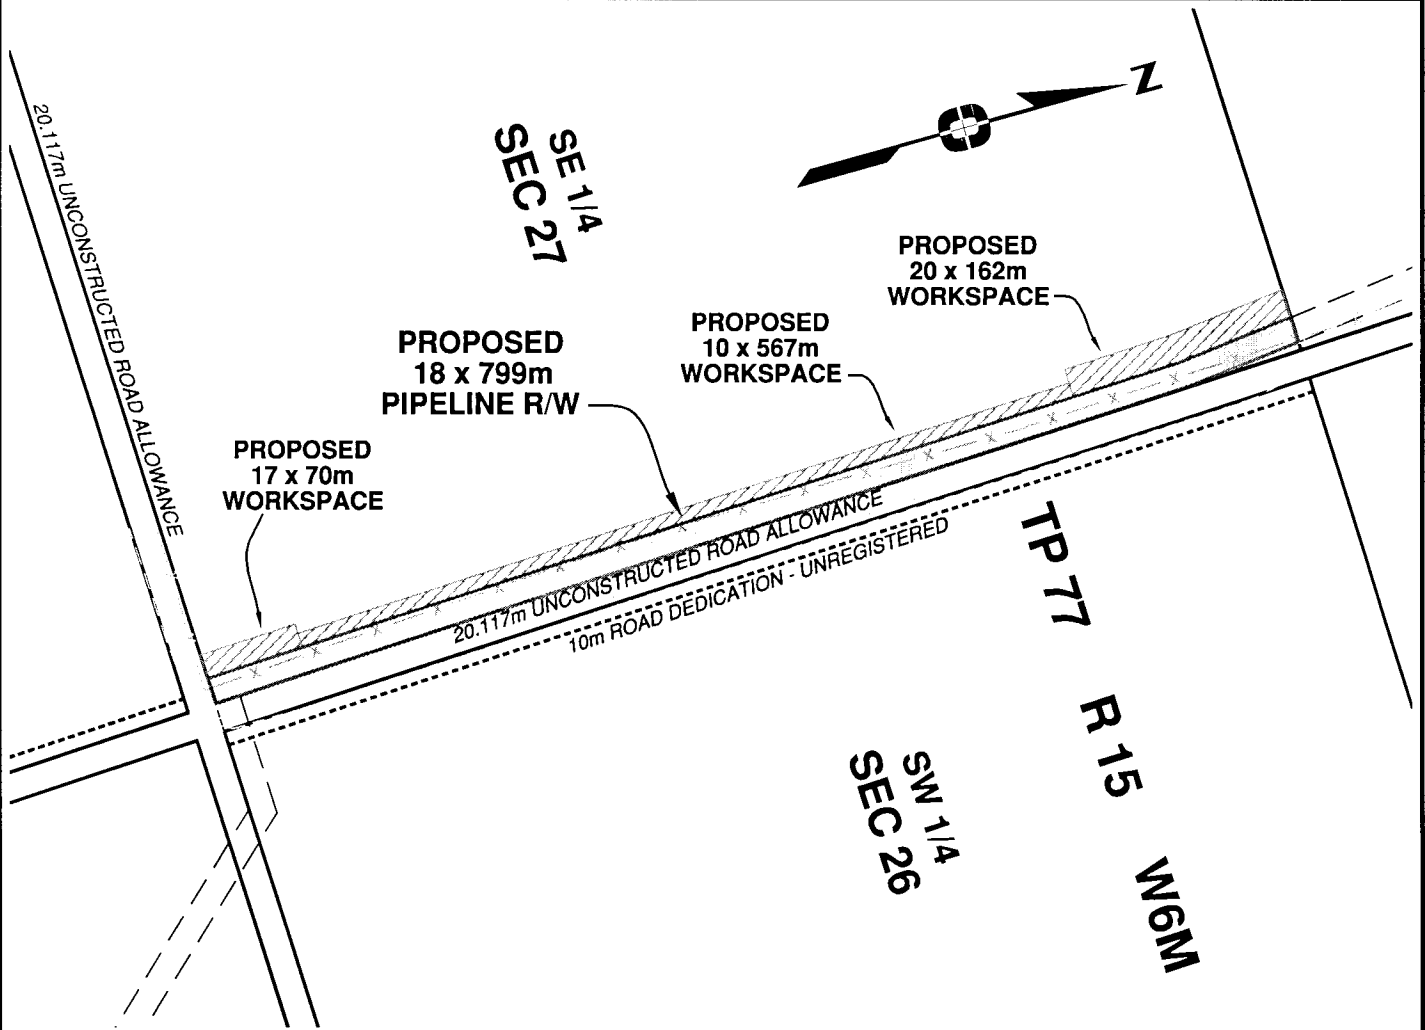 N
20.117m UNCONSTRUCTED ROAD ALLOWANCE
SE 1/4
SEC 27
PROPOSED
20 x 162m
WORKSPACE
PROPOSED
10 x 567m
WORKSPACE
PROPOSED
18 x 799m
PIPELINE R/W
PROPOSED
17 x 70m
WORKSPACE
20.117m UNCONSTRUCTED ROAD ALLOWANCE
10m ROAD DEDICATION - UNREGISTERED
TP 77 R 15 W6M
SW 1/4
SEC 26